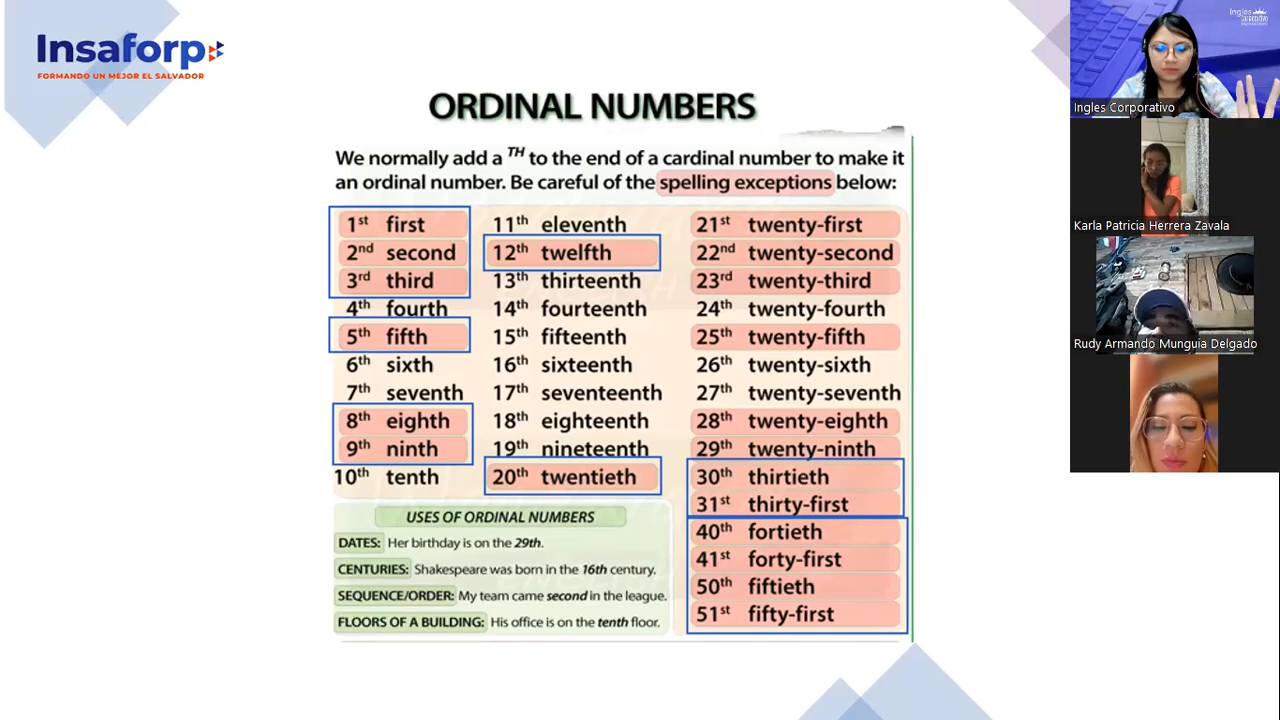 Insaforp
FORMANDO UN MEJOR EL SALVADOR
ORDINAL NUMBERS
We normally add a TH to the end of a cardinal number to make it
an ordinal number. Be careful of the spelling exceptions below:
1st first
2nd second
3rd third
4th fourth
5th fifth
6th sixth
7th seventh
8th eighth
9th ninth
10th tenth
11th eleventh
12th twelfth
13th thirteenth
14th fourteenth
15th fifteenth
16th sixteenth
17th seventeenth
18th eighteenth
19th nineteenth
20th twentieth
21st twenty-first
22nd twenty-second
23rd twenty-third
24th twenty-fourth
25th twenty-fifth
26th twenty-sixth
27th twenty-seventh
28th twenty-eighth
29th twenty-ninth
30th thirtieth
31st thirty-first
40th fortieth
41st forty-first
50th fiftieth
51st fifty-first
USES OF ORDINAL NUMBERS
DATES: Her birthday is on the 29th.
CENTURIES: Shakespeare was born in the 16th century.
SEQUENCE/ORDER: My team came second in the league.
FLOORS OF A BUILDING: His office is on the tenth floor.
Ingles Corporativo
Karla Patricia Herrera Zavala
Rudy Armando Munguia Delgado